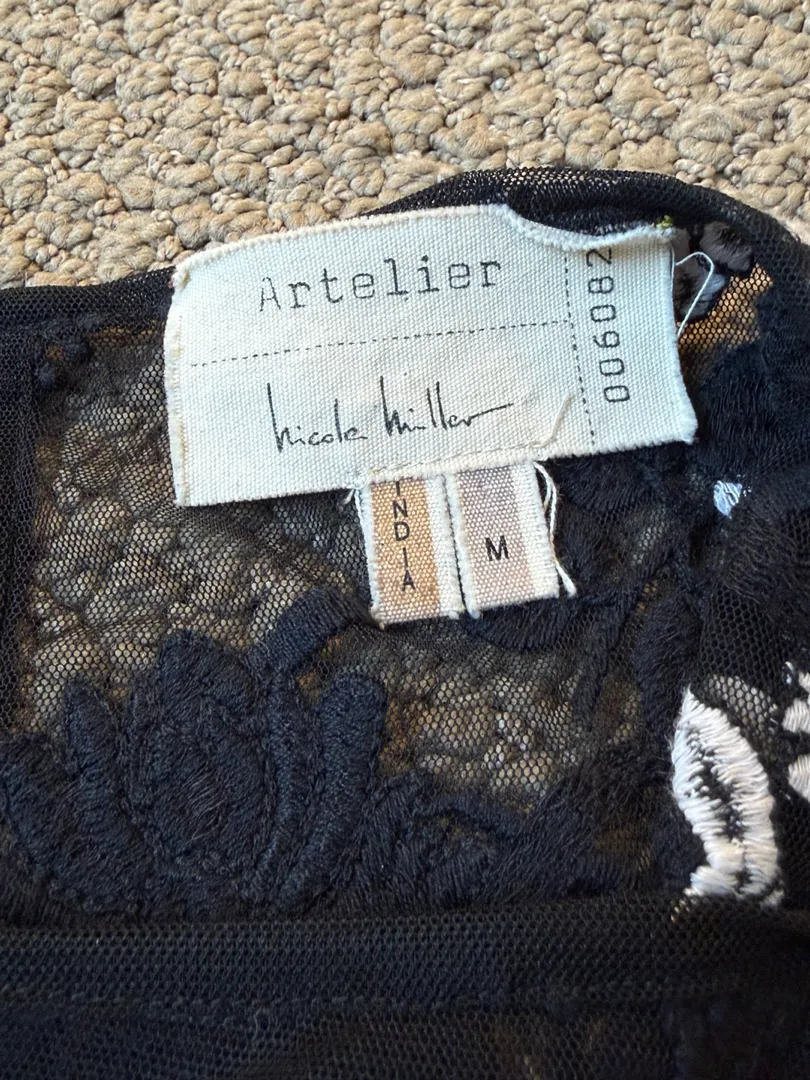 Artelier
nicole miller
006082
INDIA
M